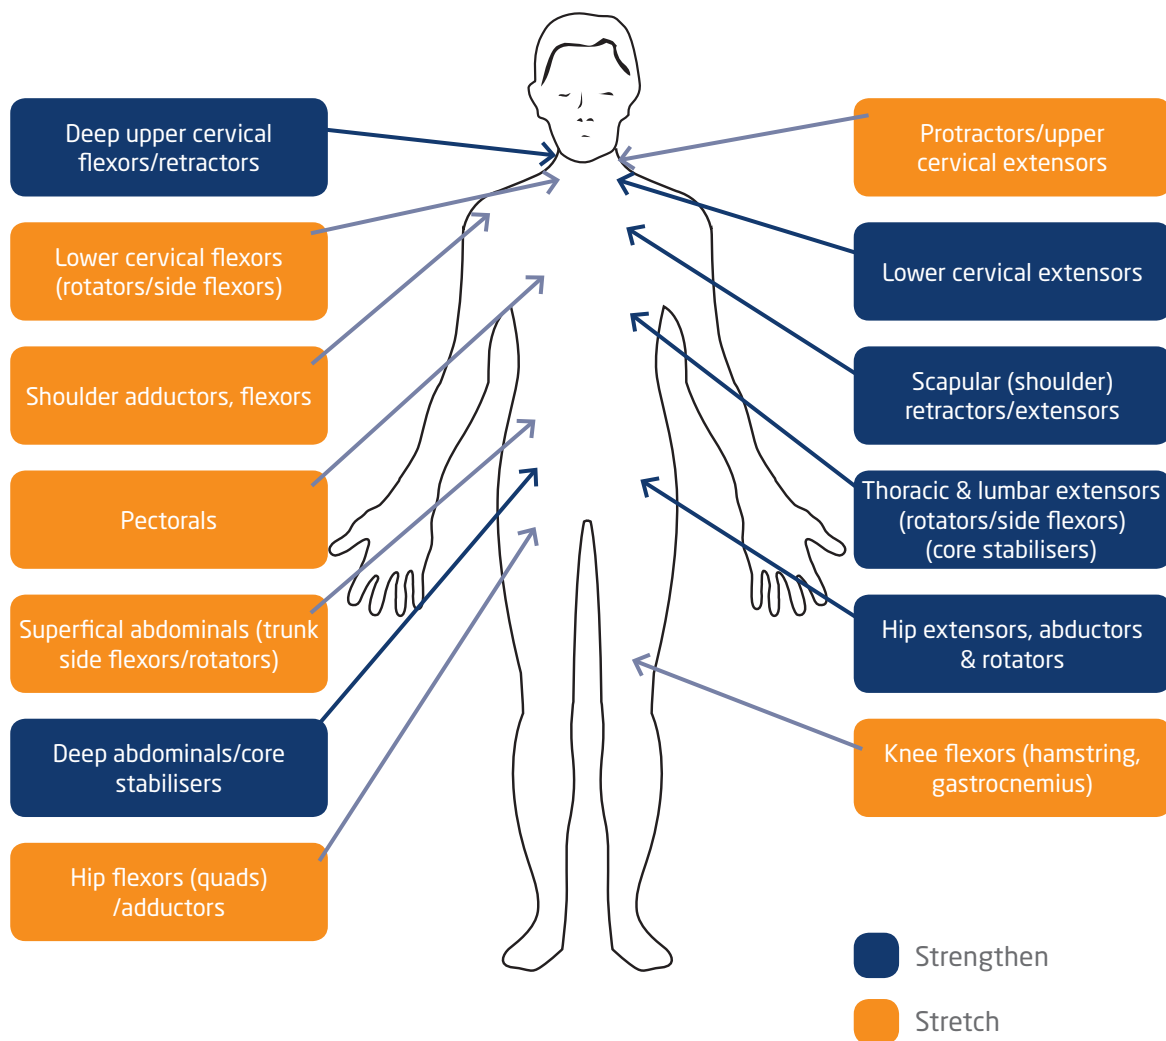 Deep upper cervical
flexors/retractors
Lower cervical flexors
(rotators/side flexors)
Shoulder adductors, flexors
Pectorals
Superfical abdominals (trunk
side flexors/rotators)
Deep abdominals/core
stabilisers
Hip flexors (quads)
/adductors
Protractors/upper
cervical extensors
Lower cervical extensors
Scapular (shoulder)
retractors/extensors
Thoracic & lumbar extensors
(rotators/side flexors)
(core stabilisers)
Hip extensors, abductors
& rotators
Knee flexors (hamstring,
gastrocnemius)
Strengthen
Stretch